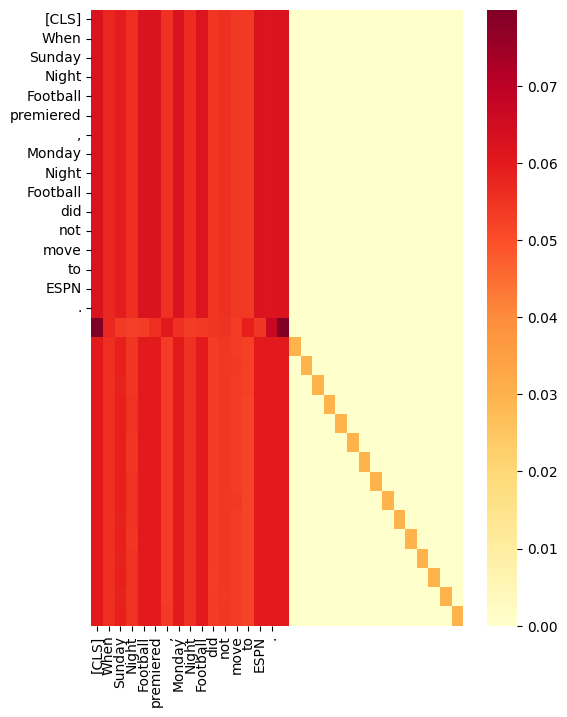 [CLS]
When
Sunday
Night
Football
premiered
,
Monday
Night
Football
did
not
move
to
ESPN
.
0.07
0.06
0.05
0.04
0.03
0.02
0.01
0.00
[CLS]
When
Sunday
Night
Football
premiered
,
Monday
Night
Football
did
not
move
to
ESPN
.